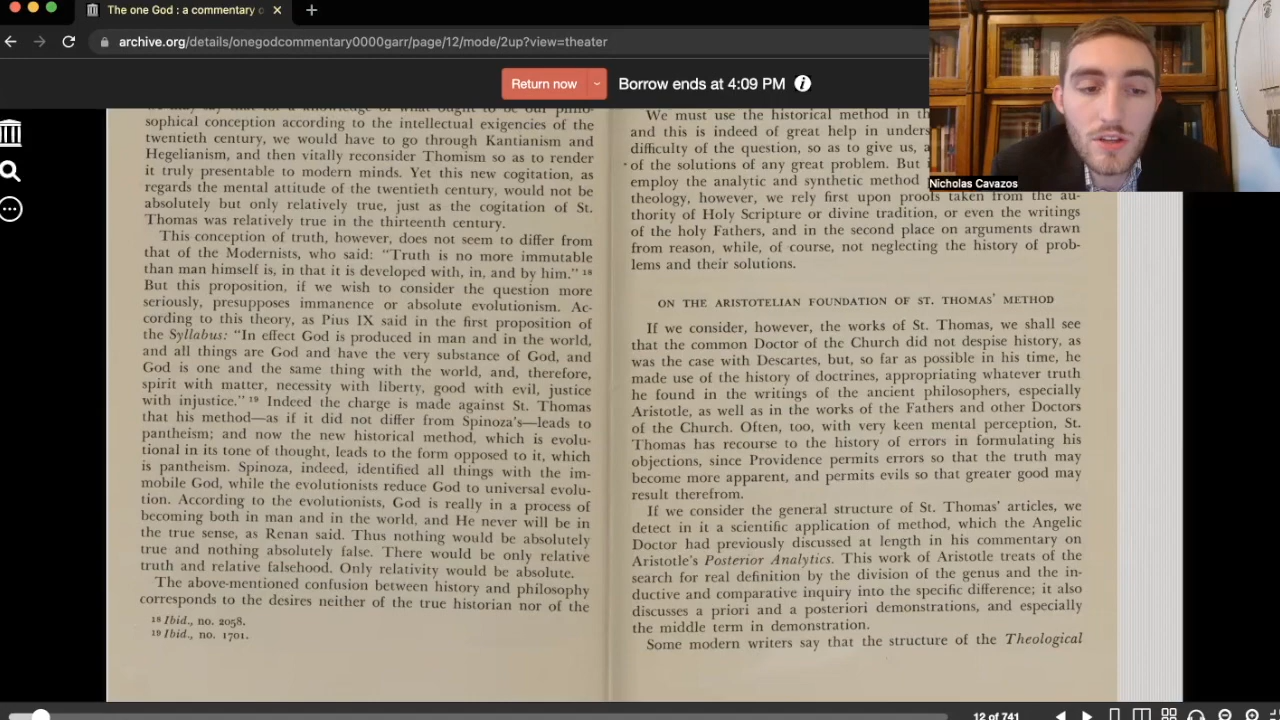 The one God : a commentary o
archive.org/details/onegodcommentary0000garr/page/12/mode/2up?view=theater
Return now
Borrow ends at 4:09 PM
Nicholas Cavazos
sophical conception according to the intellectual exigencies of the
twentieth century, we would have to go through Kantianism and
Hegelianism, and then vitally reconsider Thomism so as to render
it truly presentable to modern minds. Yet this new cogitation, as
regards the mental attitude of the twentieth century, would not be
absolutely but only relatively true, just as the cogitation of St.
Thomas was relatively true in the thirteenth century.
This conception of truth, however, does not seem to differ from
that of the Modernists, who said: "Truth is no more immutable
than man himself is, in that it is developed with, in, and by him." 18
But this proposition, if we wish to consider the question more
seriously, presupposes immanence or absolute evolutionism. Ac-
cording to this theory, as Pius IX said in the first proposition of
the Syllabus: "In effect God is produced in man and in the world,
and all things are God and have the very substance of God, and
God is one and the same thing with the world, and, therefore,
spirit with matter, necessity with liberty, good with evil, justice
with injustice." 19 Indeed the charge is made against St. Thomas
that his method—as if it did not differ from Spinoza's—leads to
pantheism; and now the new historical method, which is evolu-
tional in its tone of thought, leads to the form opposed to it, which
is pantheism. Spinoza, indeed, identified all things with the im-
mobile God, while the evolutionists reduce God to universal evolu-
tion. According to the evolutionists, God is really in a process of
becoming both in man and in the world, and He never will be in
the true sense, as Renan said. Thus nothing would be absolutely
true and nothing absolutely false. There would be only relative
truth and relative falsehood. Only relativity would be absolute.
The above-mentioned confusion between history and philosophy
corresponds to the desires neither of the true historian nor of the
18 Ibid., no. 2058.
19 Ibid., no. 1701.
We must use the historical method in th
and this is indeed of great help in unders
difficulty of the question, so as to give us, a
of the solutions of any great problem. But i
employ the analytic and synthetic method
theology, however, we rely first upon proofs taken from the au-
thority of Holy Scripture or divine tradition, or even the writings
of the holy Fathers, and in the second place on arguments drawn
from reason, while, of course, not neglecting the history of prob-
lems and their solutions.
ON THE ARISTOTELIAN FOUNDATION OF ST. THOMAS' METHOD
If we consider, however, the works of St. Thomas, we shall see
that the common Doctor of the Church did not despise history, as
was the case with Descartes, but, so far as possible in his time, he
made use of the history of doctrines, appropriating whatever truth
he found in the writings of the ancient philosophers, especially
Aristotle, as well as in the works of the Fathers and other Doctors
of the Church. Often, too, with very keen mental perception, St.
Thomas has recourse to the history of errors in formulating his
objections, since Providence permits errors so that the truth may
become more apparent, and permits evils so that greater good may
result therefrom.
If we consider the general structure of St. Thomas' articles, we
detect in it a scientific application of method, which the Angelic
Doctor had previously discussed at length in his commentary on
Aristotle's Posterior Analytics. This work of Aristotle treats of the
search for real definition by the division of the genus and the in-
ductive and comparative inquiry into the specific difference; it also
discusses a priori and a posteriori demonstrations, and especially
the middle term in demonstration.
Some modern writers say that the structure of the Theological
12 of 741